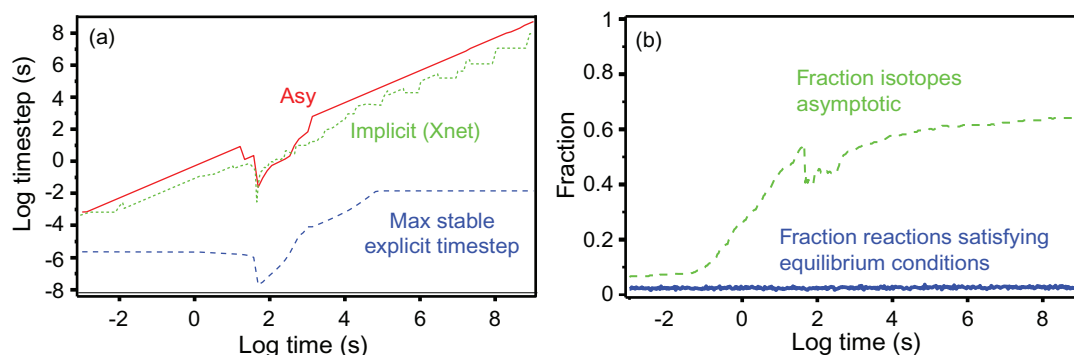 (a)
Log timestep (s)
8
4
2
0
-2
-4
-6
-8
Asy
Implicit (Xnet)
Max stable
explicit timestep
-2
0
2
4
6
8
Log time (s)
(b)
Fraction
1
0.8
0.6
0.4
0.2
0
Fraction isotopes
asymptotic
Fraction reactions satisfying
equilibrium conditions
-2
0
2
4
6
8
Log time (s)